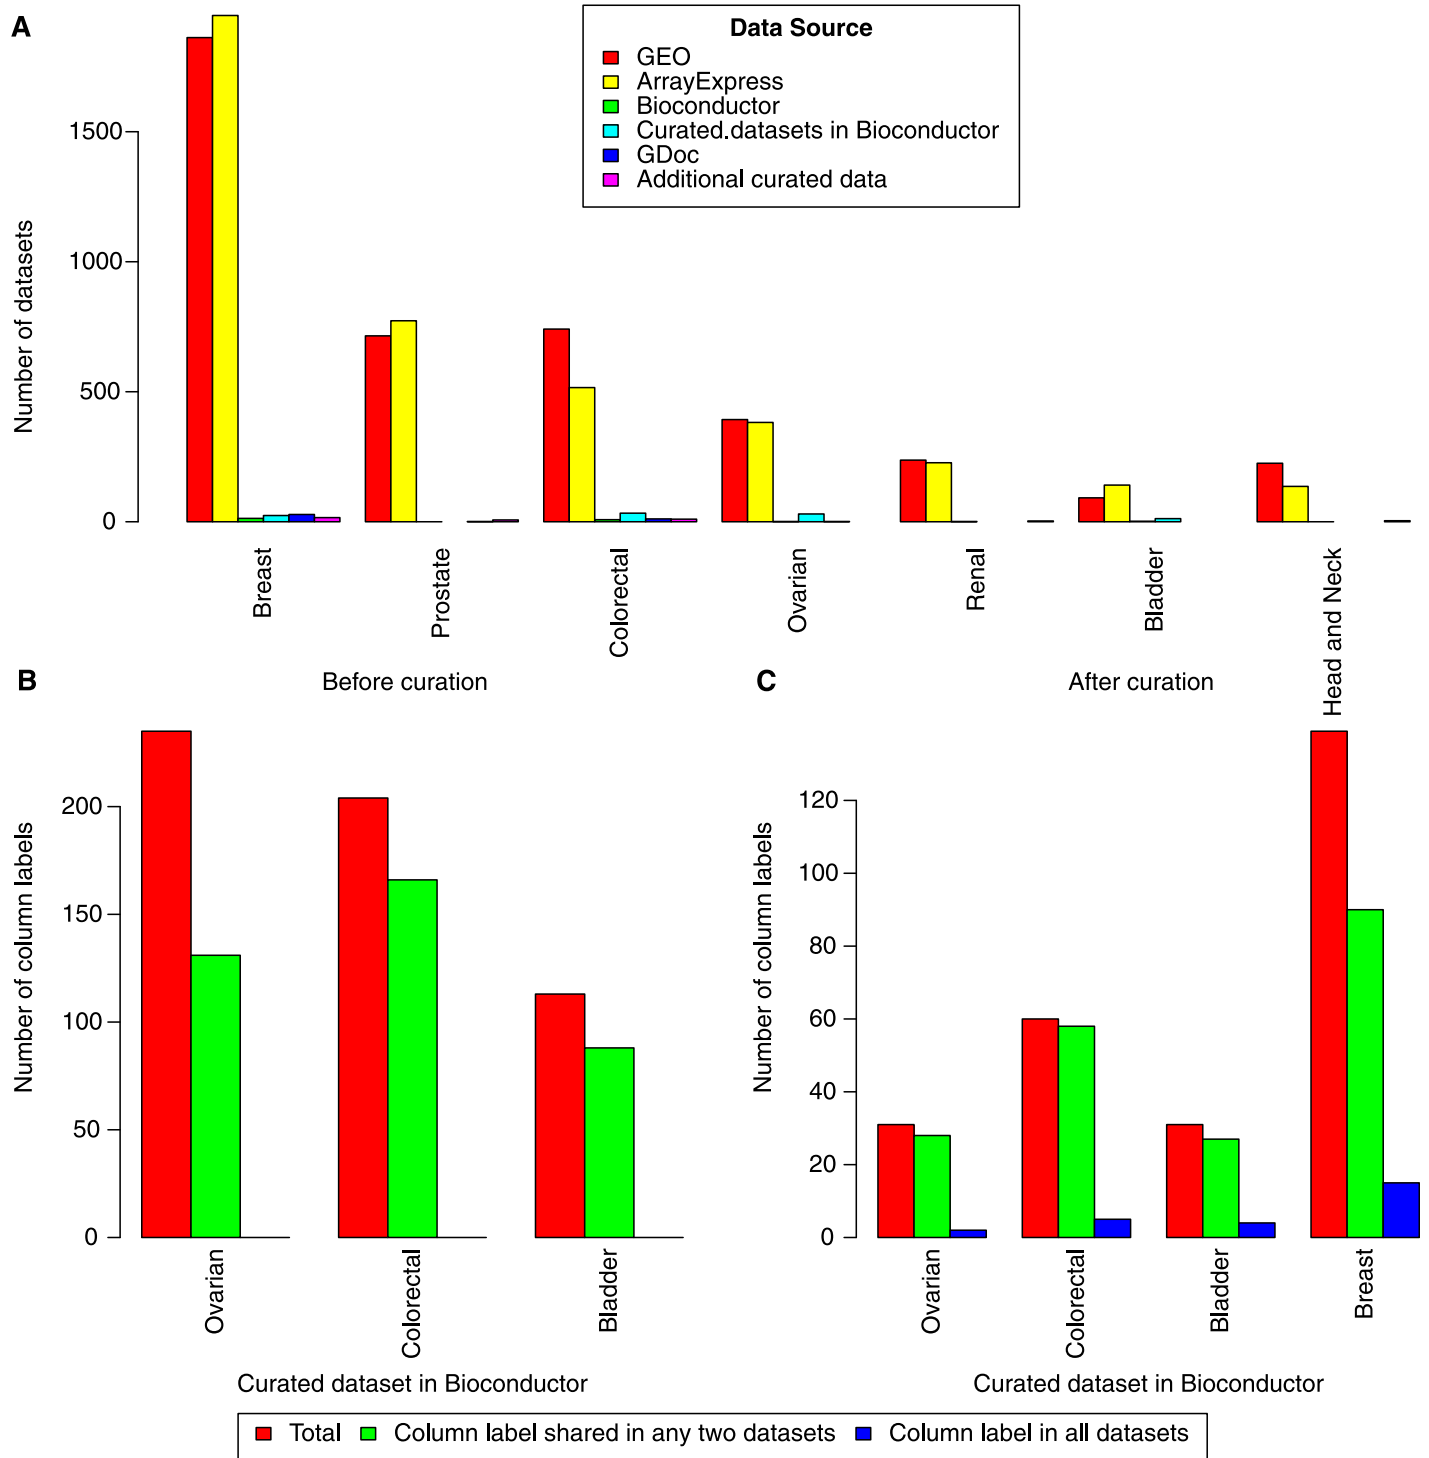 A
Data Source
GEO
ArrayExpress
Bioconductor
Curated.datasets in Bioconductor
GDoc
Additional curated data
Number of datasets
1500
1000
500
0
Breast
Prostate
Colorectal
Ovarian
Renal
Bladder
Head and Neck
B
Before curation
Number of column labels
200
150
100
50
0
Ovarian
Colorectal
Bladder
Curated dataset in Bioconductor
C
After curation
Number of column labels
120
100
80
60
40
20
0
Ovarian
Colorectal
Bladder
Breast
Curated dataset in Bioconductor
Total
Column label shared in any two datasets
Column label in all datasets